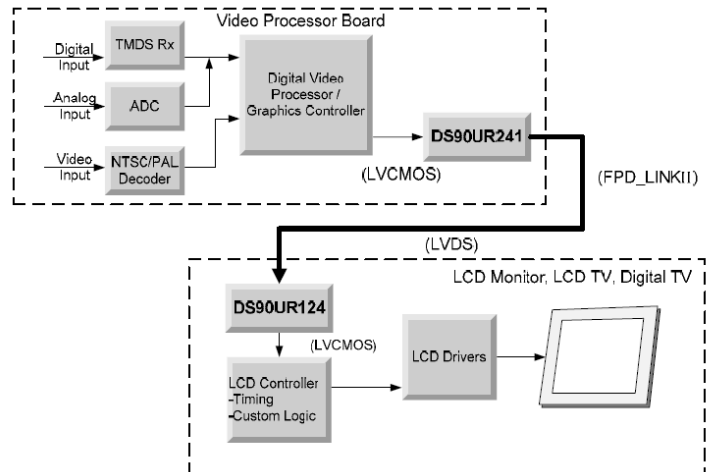 Video Processor Board
Digital
Input
TMDS Rx
Analog
Input
ADC
Video
Input
NTSC/PAL
Decoder
Digital Video
Processor /
Graphics Controller
DS90UR241
(LVCMOS)
(FPD_LINKII)
(LVDS)
LCD Monitor, LCD TV, Digital TV
DS90UR124
(LVCMOS)
LCD Controller
-Timing
-Custom Logic
LCD Drivers